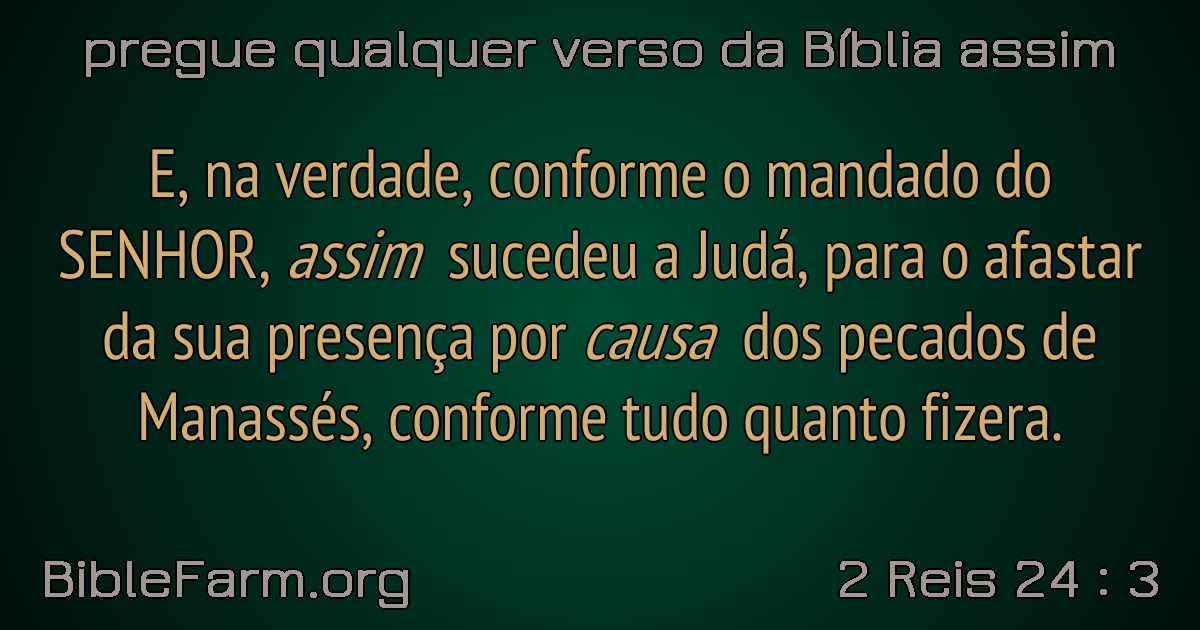 pregue qualquer verso da Bíblia assim
E, na verdade, conforme o mandado do
SENHOR, assim sucedeu a Judá, para o afastar
da sua presença por causa dos pecados de
Manassés, conforme tudo quanto fizera.
BibleFarm.org
2 Reis 24 : 3